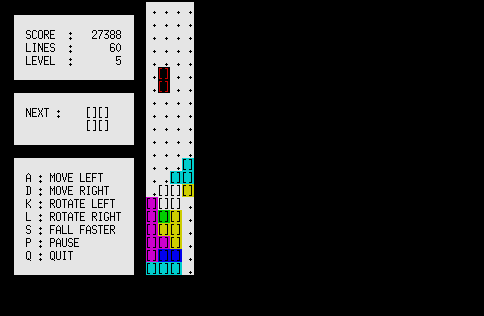 SCORE : 27388
LINES : 60
LEVEL : 5
NEXT : [][]
[][]
A : MOVE LEFT
D : MOVE RIGHT
K : ROTATE LEFT
L : ROTATE RIGHT
S : FALL FASTER
P : PAUSE
Q : QUIT